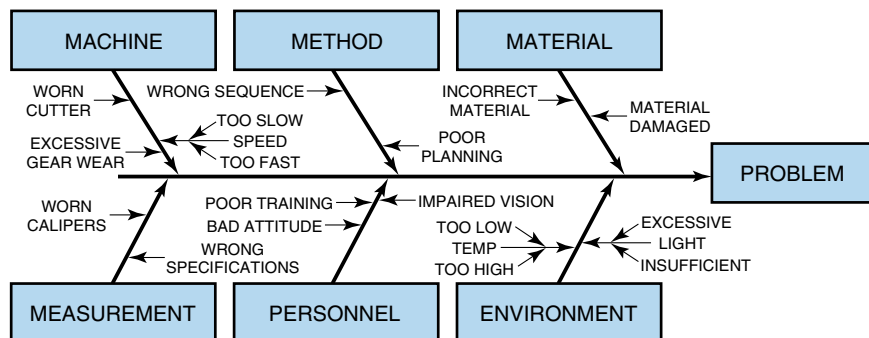 MACHINE
METHOD
MATERIAL
WORN
CUTTER
EXCESSIVE
GEAR WEAR
TOO SLOW
SPEED
TOO FAST
WRONG SEQUENCE
POOR
PLANNING
INCORRECT
MATERIAL
MATERIAL
DAMAGED
PROBLEM
WORN
CALIPERS
WRONG
SPECIFICATIONS
POOR TRAINING
BAD ATTITUDE
IMPAIRED VISION
TOO LOW
TEMP
TOO HIGH
EXCESSIVE
LIGHT
INSUFFICIENT
MEASUREMENT
PERSONNEL
ENVIRONMENT